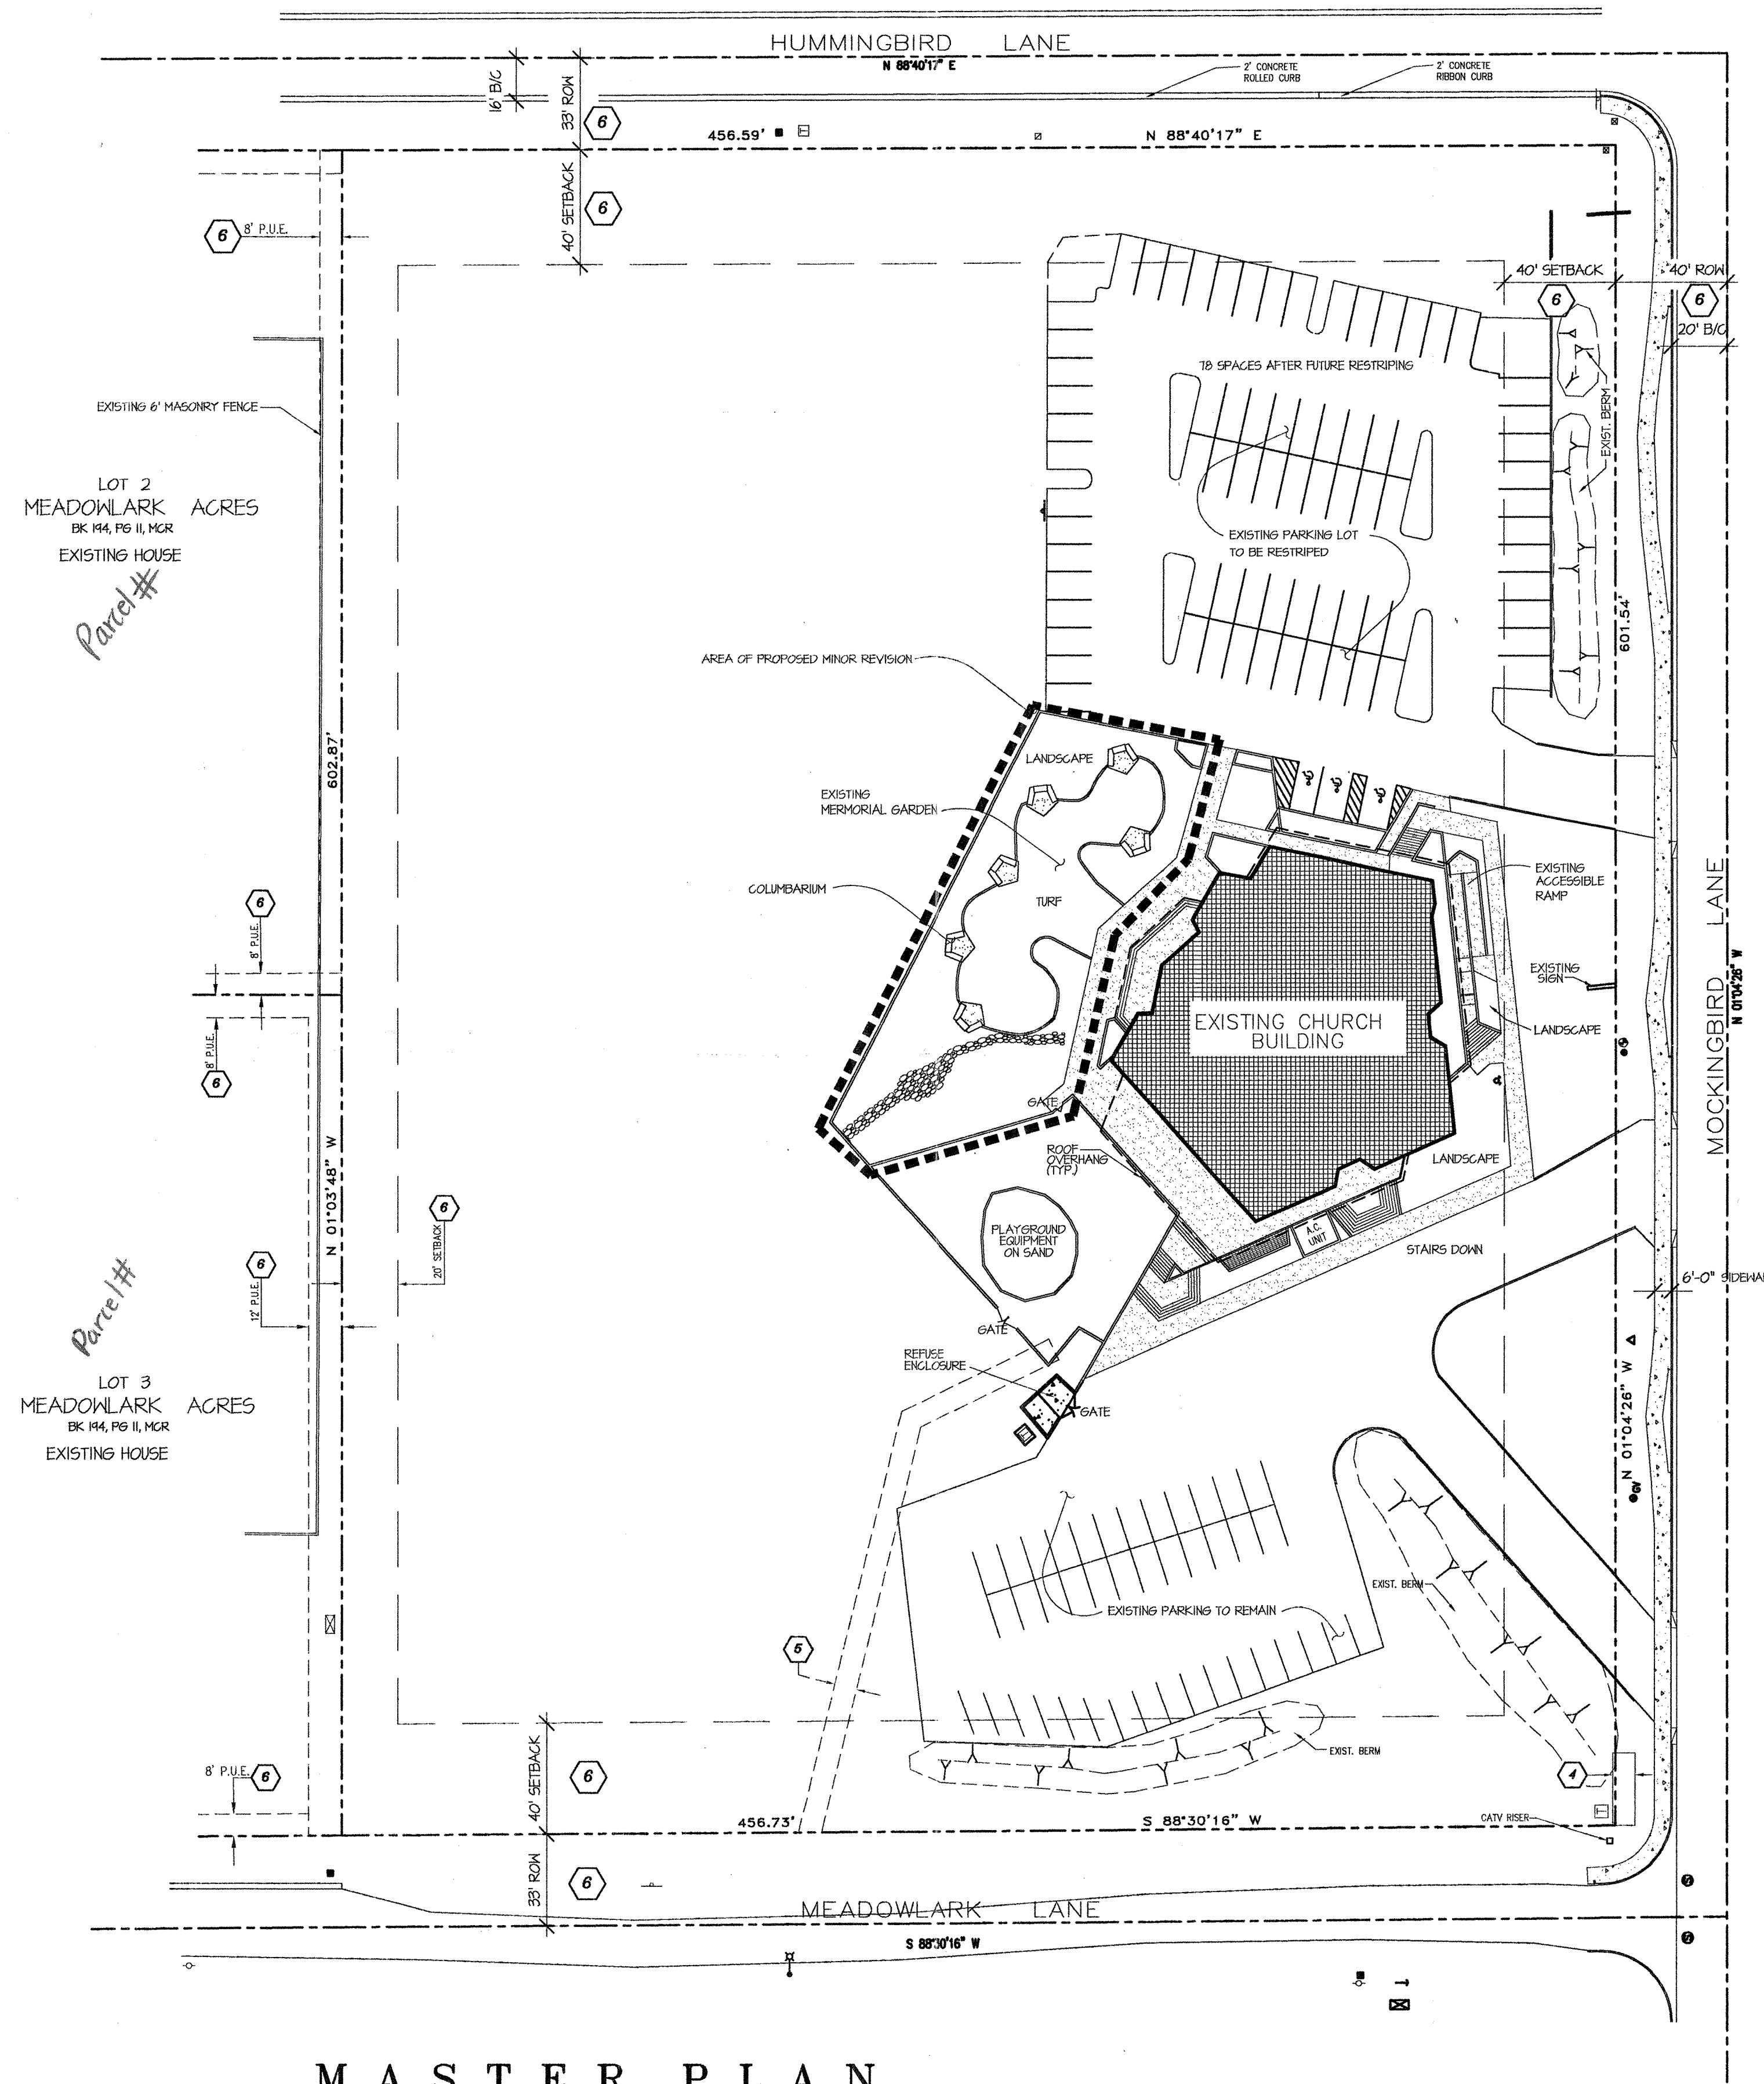 HUMMINGBIRD LANE
N 88°40'17" E
2' CONCRETE
ROLLED CURB
2' CONCRETE
RIBBON CURB
16' B/C
33' ROW
6
456.59'
T
N 88°40'17" E
40' SETBACK
6
6
8' P.U.E.
40' SETBACK
6
40' ROW
6
20' B/C
78 SPACES AFTER FUTURE RESTRIPING
EXIST. BERM
EXISTING 6' MASONRY FENCE
LOT 2
MEADOWLARK ACRES
BK 194, PG 11, MCR
EXISTING HOUSE
Parcel #
EXISTING PARKING LOT
TO BE RESTRIPED
601.54'
AREA OF PROPOSED MINOR REVISION
602.87'
LANDSCAPE
EXISTING
MERMORIAL GARDEN
COLUMBARIUM
TURF
EXISTING
ACCESSIBLE
RAMP
6
8' P.U.E.
EXISTING
SIGN
MOCKINGBIRD LANE
N 01°04'26" W
EXISTING CHURCH
BUILDING
LANDSCAPE
8' P.U.E.
6
GATE
ROOF
OVERHANG
(TYP.)
LANDSCAPE
N 01°03'48" W
6
20' SETBACK
PLAYGROUND
EQUIPMENT
ON SAND
A.C.
UNIT
STAIRS DOWN
6
12' P.U.E.
6'-0" SIDEWA
Parcel #
GATE
REFUSE
ENCLOSURE
GATE
LOT 3
MEADOWLARK ACRES
BK 194, PG 11, MCR
EXISTING HOUSE
N 01°04'26" W
GV
EXIST. BERM
EXISTING PARKING TO REMAIN
5
EXIST. BERM
8' P.U.E.
6
40' SETBACK
6
4
T
456.73'
S 88°30'16" W
CATV RISER
33' ROW
6
MEADOWLARK LANE
S 88°30'16" W
MASTER PLAN